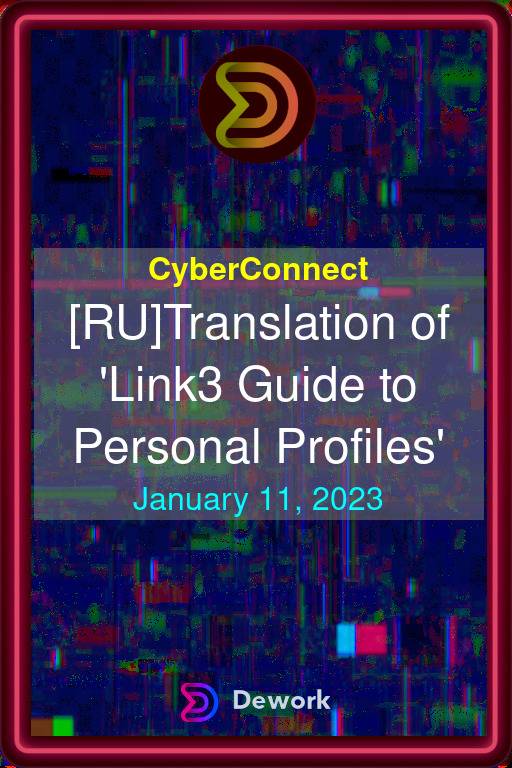 CyberConnect
[RU]Translation of
'Link3 Guide to
Personal Profiles'
January 11, 2023
Dework